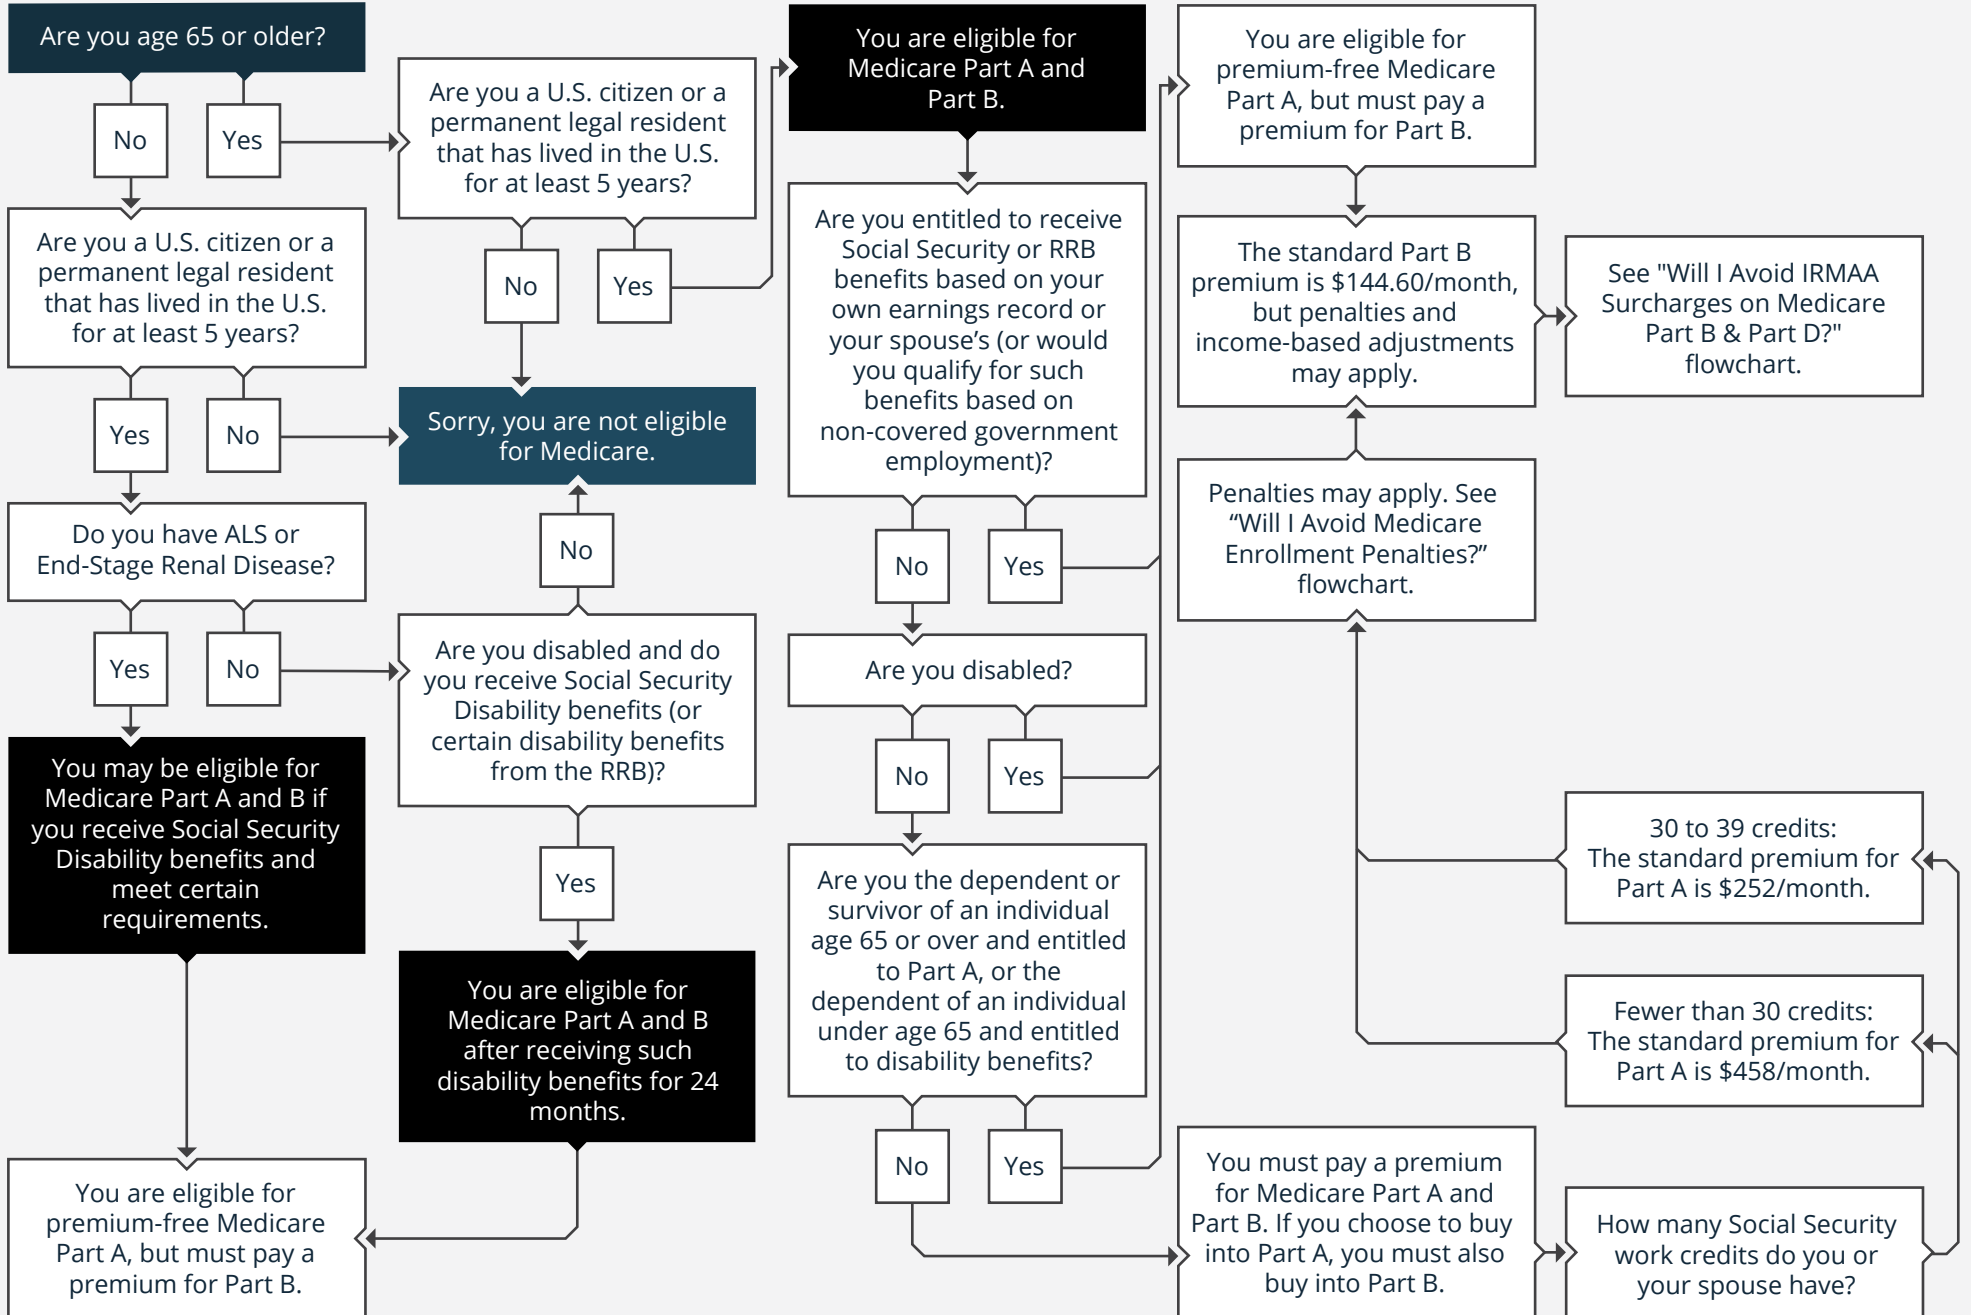 Are you age 65 or older?
No
Yes
Are you a U.S. citizen or a
permanent legal resident
that has lived in the U.S.
for at least 5 years?
Yes
No
Do you have ALS or
End-Stage Renal Disease?
Yes
No
You may be eligible for
Medicare Part A and B if
you receive Social Security
Disability benefits and
meet certain
requirements.
You are eligible for
premium-free Medicare
Part A, but must pay a
premium for Part B.
Are you a U.S. citizen or a
permanent legal resident
that has lived in the U.S.
for at least 5 years?
No
Yes
Sorry, you are not eligible
for Medicare.
No
Are you disabled and do
you receive Social Security
Disability benefits (or
certain disability benefits
from the RRB)?
Yes
You are eligible for
Medicare Part A and B
after receiving such
disability benefits for 24
months.
You are eligible for
Medicare Part A and
Part B.
Are you entitled to receive
Social Security or RRB
benefits based on your
own earnings record or
your spouse’s (or would
you qualify for such
benefits based on
non-covered government
employment)?
No
Yes
Are you disabled?
No
Yes
Are you the dependent or
survivor of an individual
age 65 or over and entitled
to Part A, or the
dependent of an individual
under age 65 and entitled
to disability benefits?
No
Yes
You are eligible for
premium-free Medicare
Part A, but must pay a
premium for Part B.
The standard Part B
premium is $144.60/month,
but penalties and
income-based adjustments
may apply.
See "Will I Avoid IRMAA
Surcharges on Medicare
Part B & Part D?"
flowchart.
Penalties may apply. See
“Will I Avoid Medicare
Enrollment Penalties?”
flowchart.
30 to 39 credits:
The standard premium for
Part A is $252/month.
Fewer than 30 credits:
The standard premium for
Part A is $458/month.
You must pay a premium
for Medicare Part A and
Part B. If you choose to buy
into Part A, you must also
buy into Part B.
How many Social Security
work credits do you or
your spouse have?